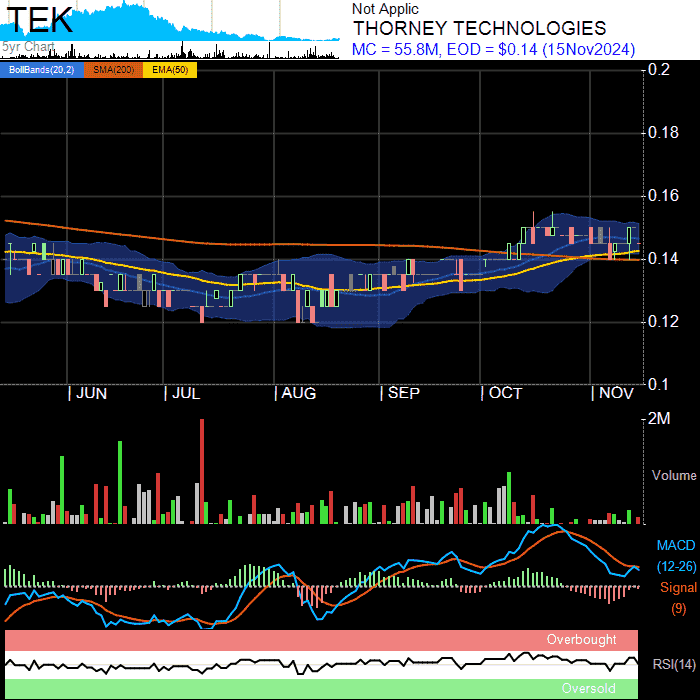 TEK
5yr Chart
Not Applic
THORNEY TECHNOLOGIES
MC = 55.8M, EOD = $0.14 (15Nov2024)
BollBands(20,2) SMA(200) EMA(50)
0.2
0.18
0.16
0.14
0.12
0.1
JUN JUL AUG SEP OCT NOV
2M
Volume
MACD
(12-26)
Signal
(9)
Overbought
RSI(14)
Oversold